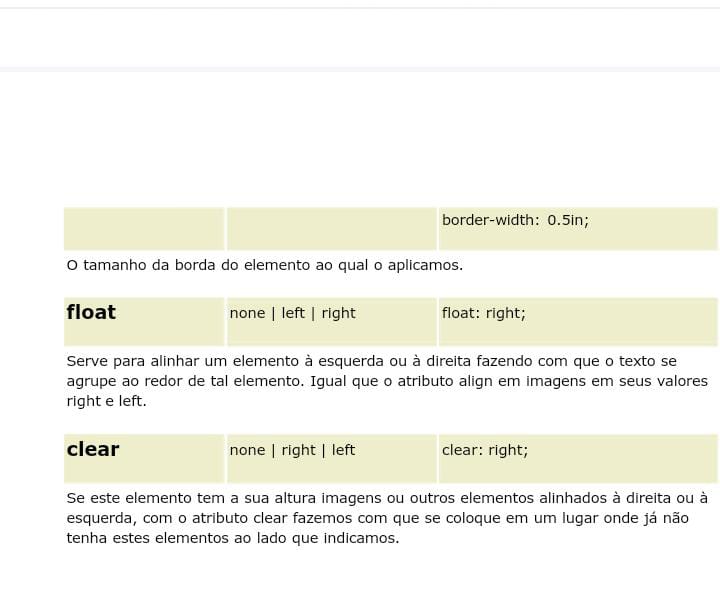 border-width: 0.5in;
O tamanho da borda do elemento ao qual o aplicamos.
float none | left | right float: right;
Serve para alinhar um elemento à esquerda ou à direita fazendo com que o texto se
agrupe ao redor de tal elemento. Igual que o atributo align em imagens em seus valores
right e left.
clear none | right | left clear: right;
Se este elemento tem a sua altura imagens ou outros elementos alinhados à direita ou à
esquerda, com o atributo clear fazemos com que se coloque em um lugar onde já não
tenha estes elementos ao lado que indicamos.